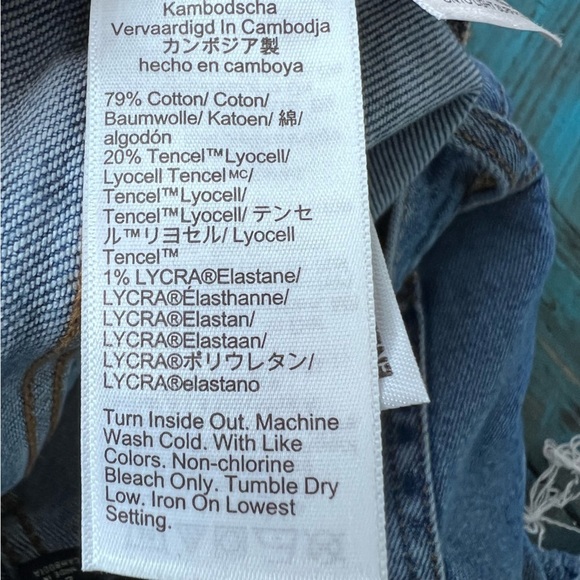 Kambodscha
Vervaardigd In Cambodja
カンボジア製
hecho en camboya
79% Cotton/ Coton/
Baumwolle/ Katoen/ 綿/
algodón
20% Tencel™Lyocell/
Lyocell Tencelᴹᶜ/
Tencel™Lyocell/
Tencel™Lyocell/ テンセ
ル™リヨセル/ Lyocell
Tencel™
1% LYCRA®Elastane/
LYCRA®Élasthanne/
LYCRA®Elastan/
LYCRA®Elastaan/
LYCRA®ポリウレタン/
LYCRA®elastano
Turn Inside Out. Machine
Wash Cold. With Like
Colors. Non-chlorine
Bleach Only. Tumble Dry
Low. Iron On Lowest
Setting.